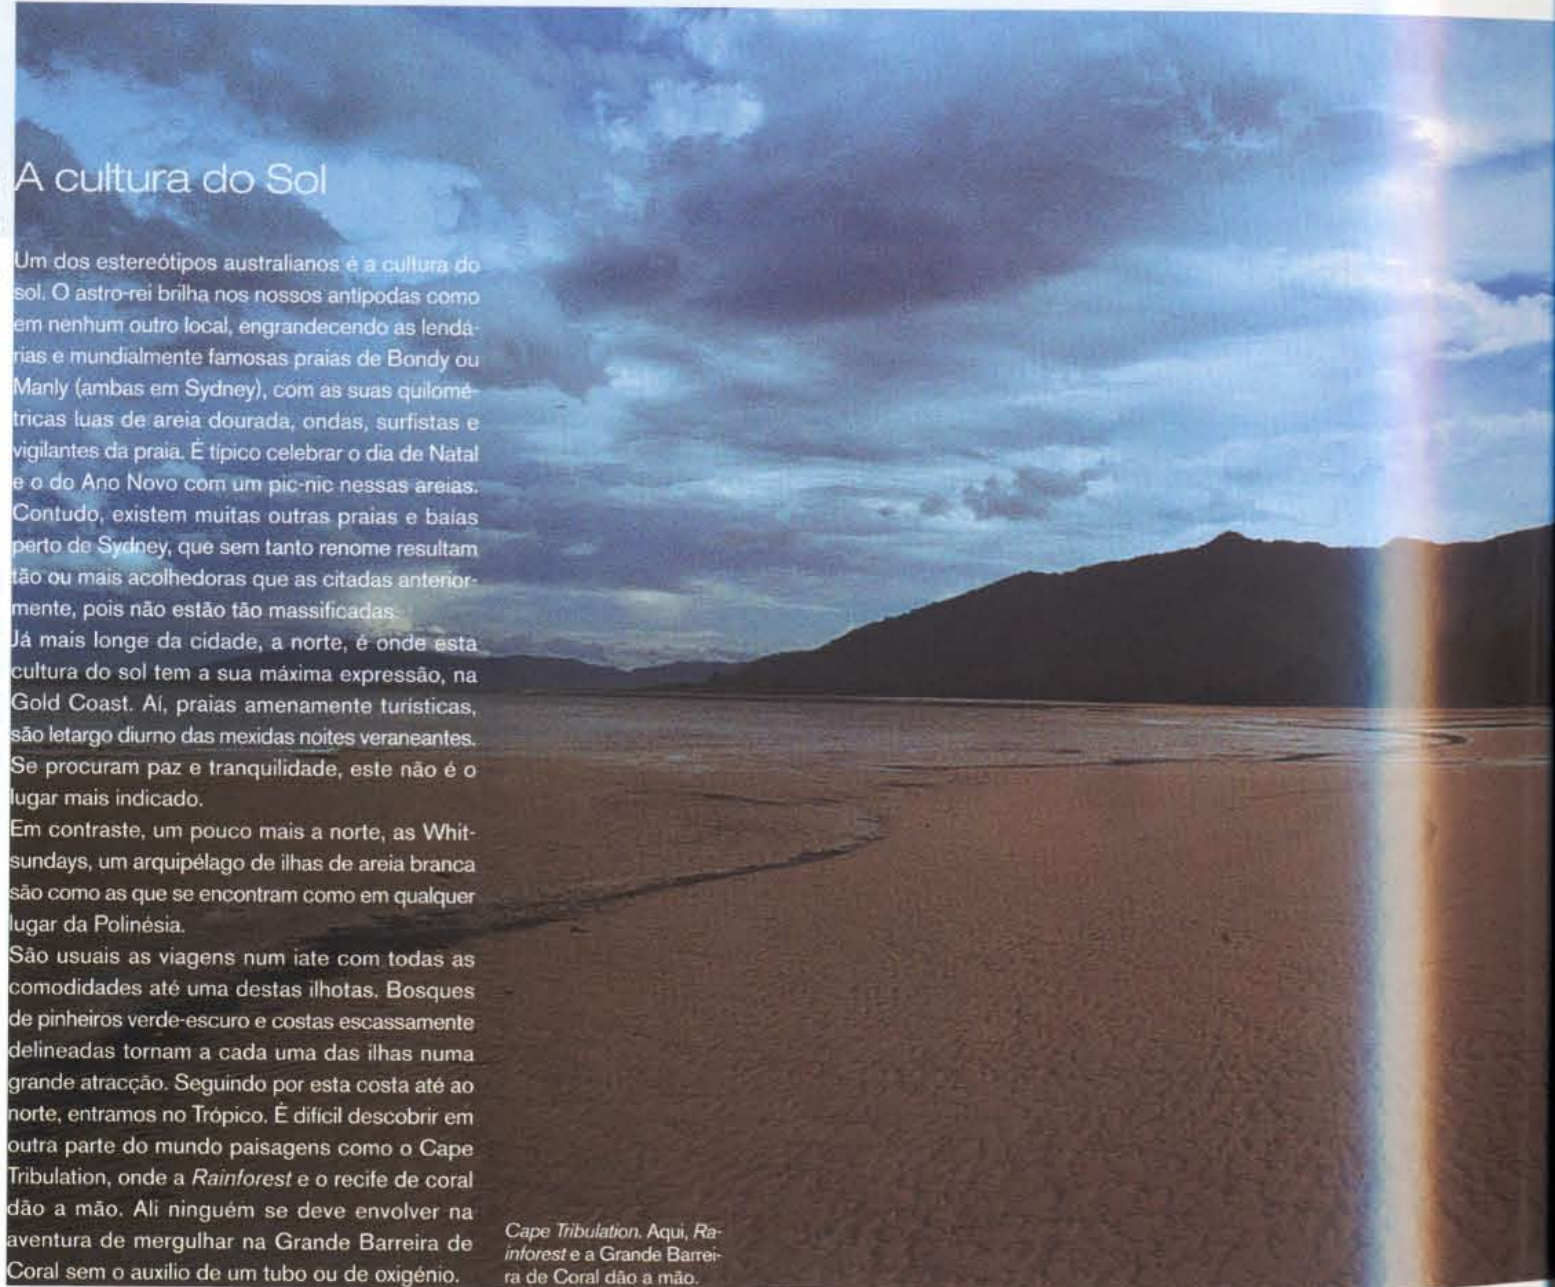 A cultura do Sol
Um dos estereótipos australianos é a cultura do
sol. O astro-rei brilha nos nossos antípodas como
em nenhum outro local, engrandecendo as lendá-
rias e mundialmente famosas praias de Bondy ou
Manly (ambas em Sydney), com as suas quilomé-
tricas luas de areia dourada, ondas, surfistas e
vigilantes da praia. É típico celebrar o dia de Natal
e o do Ano Novo com um pic-nic nessas areias.
Contudo, existem muitas outras praias e baías
perto de Sydney, que sem tanto renome resultam
tão ou mais acolhedoras que as citadas anterior-
mente, pois não estão tão massificadas.
Já mais longe da cidade, a norte, é onde esta
cultura do sol tem a sua máxima expressão, na
Gold Coast. Aí, praias amenamente turísticas,
são letargo diurno das mexidas noites veraneantes.
Se procuram paz e tranquilidade, este não é o
lugar mais indicado.
Em contraste, um pouco mais a norte, as Whit-
sundays, um arquipélago de ilhas de areia branca
são como as que se encontram como em qualquer
lugar da Polinésia.
São usuais as viagens num iate com todas as
comodidades até uma destas ilhotas. Bosques
de pinheiros verde-escuro e costas escassamente
delineadas tornam a cada uma das ilhas numa
grande atracção. Seguindo por esta costa até ao
norte, entramos no Trópico. É difícil descobrir em
outra parte do mundo paisagens como o Cape
Tribulation, onde a Rainforest e o recife de coral
dão a mão. Ali ninguém se deve envolver na
aventura de mergulhar na Grande Barreira de
Coral sem o auxílio de um tubo ou de oxigénio.
Cape Tribulation. Aqui, Ra-
inforest e a Grande Barrei-
ra de Coral dão a mão.